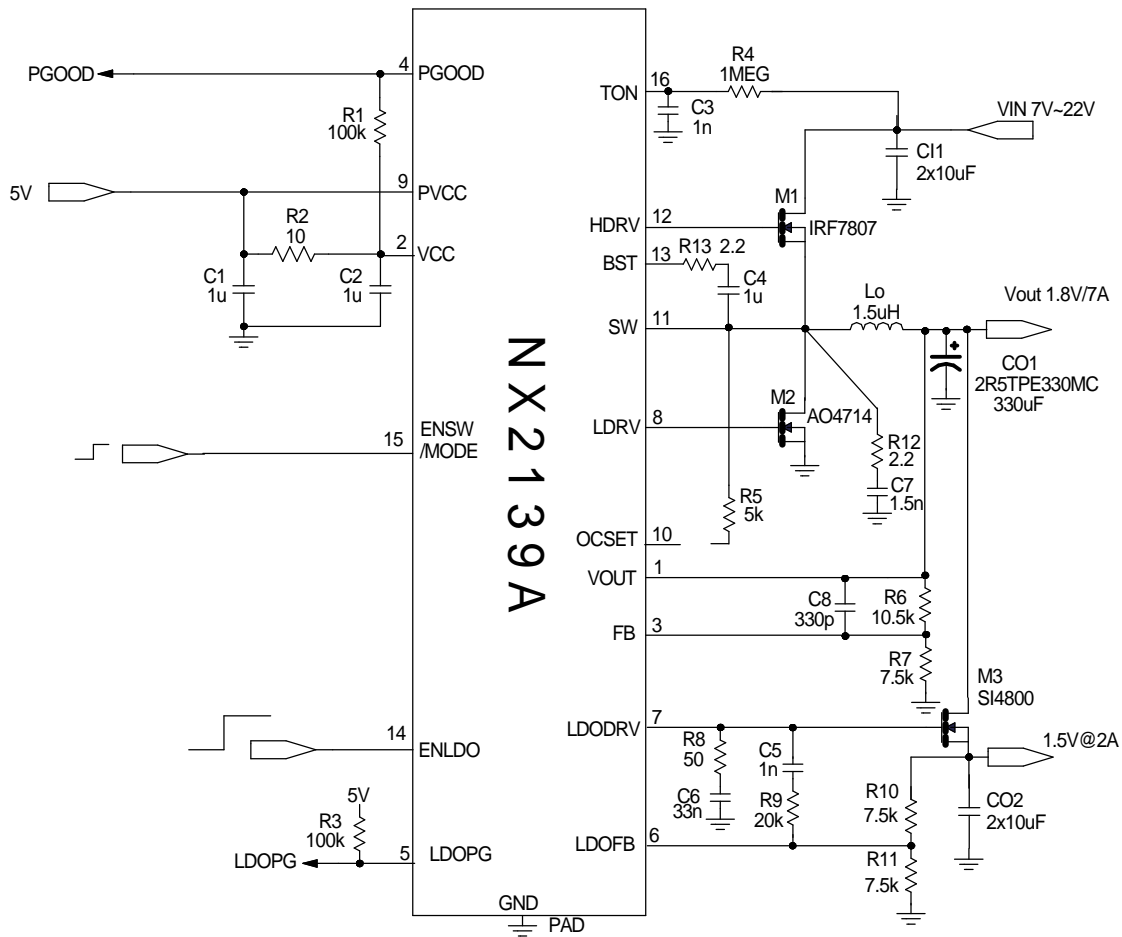 R4
1MEG
4
PGOOD
PGOOD
16
TON
R1
100k
C3
1n
VIN 7V~22V
CI1
2x10uF
5V
9
PVCC
M1
R2
10
HDRV
12
IRF7807
2
VCC
R13 2.2
BST
13
C1
1u
C2
1u
C4
1u
Lo
1.5uH
Vout 1.8V/7A
SW
11
NX2139A
CO1
2R5TPE330MC
330uF
M2
AO4714
LDRV
8
ENSW
/MODE
15
R12
2.2
C7
1.5n
R5
5k
OCSET
10
VOUT
1
C8
330p
R6
10.5k
FB
3
R7
7.5k
M3
SI4800
LDODRV
7
14
ENLDO
R8
50
C5
1n
1.5V@2A
C6
33n
R9
20k
R10
7.5k
CO2
2x10uF
5V
R3
100k
LDOFB
6
LDOPG
5
LDOPG
R11
7.5k
GND
PAD